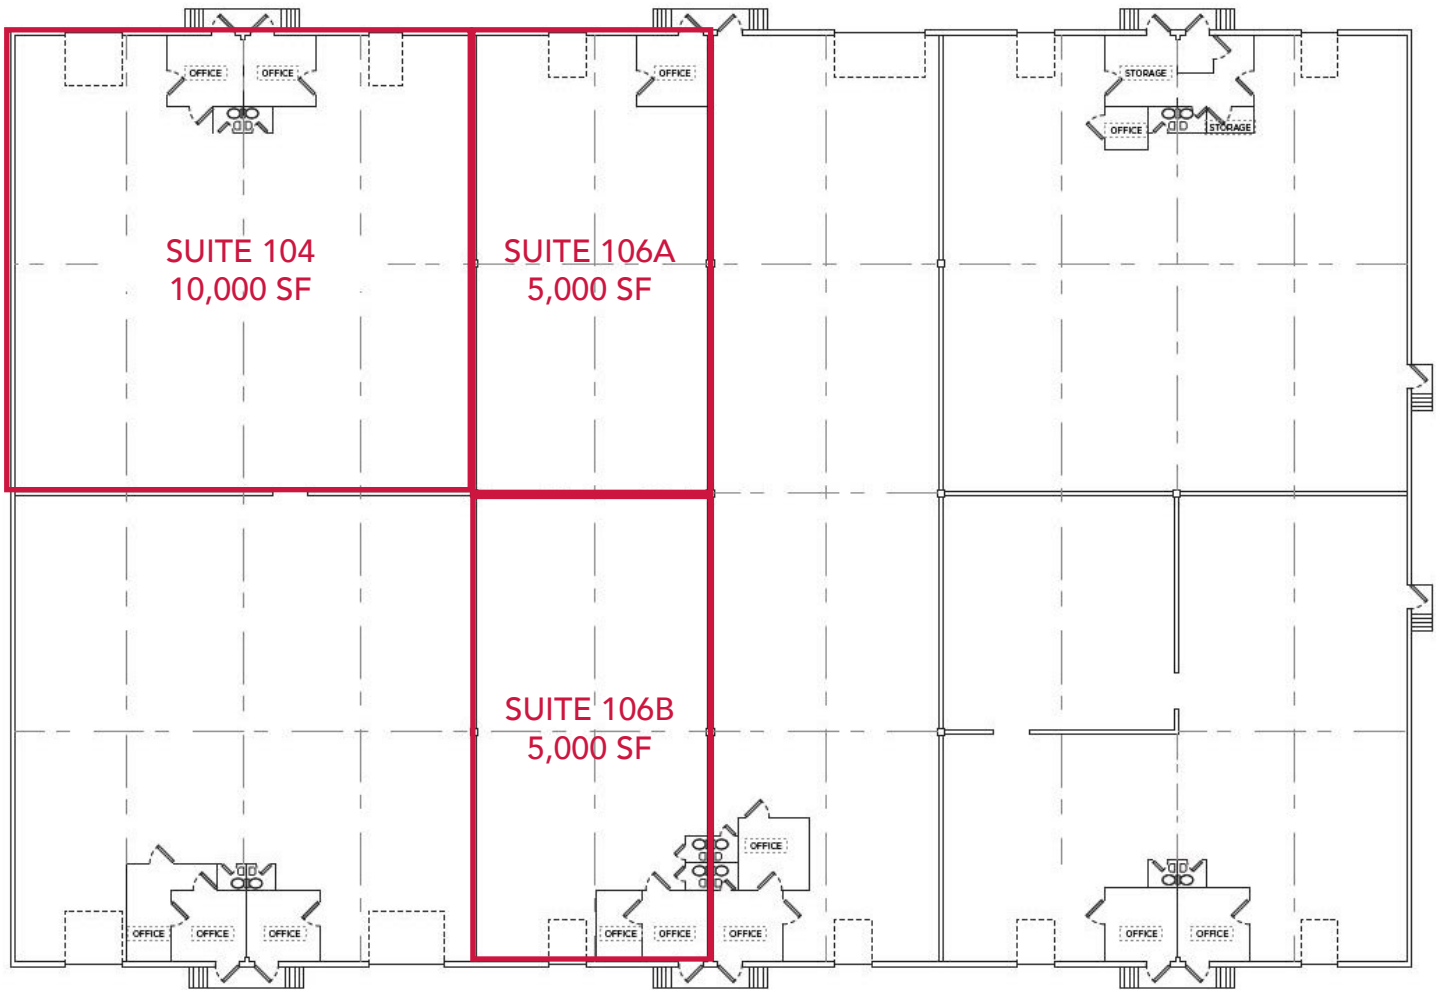 OFFICE OFFICE OFFICE STORAGE
OFFICE STORAGE
SUITE 104
10,000 SF
SUITE 106A
5,000 SF
SUITE 106B
5,000 SF
OFFICE
OFFICE OFFICE OFFICE OFFICE OFFICE OFFICE OFFICE OFFICE